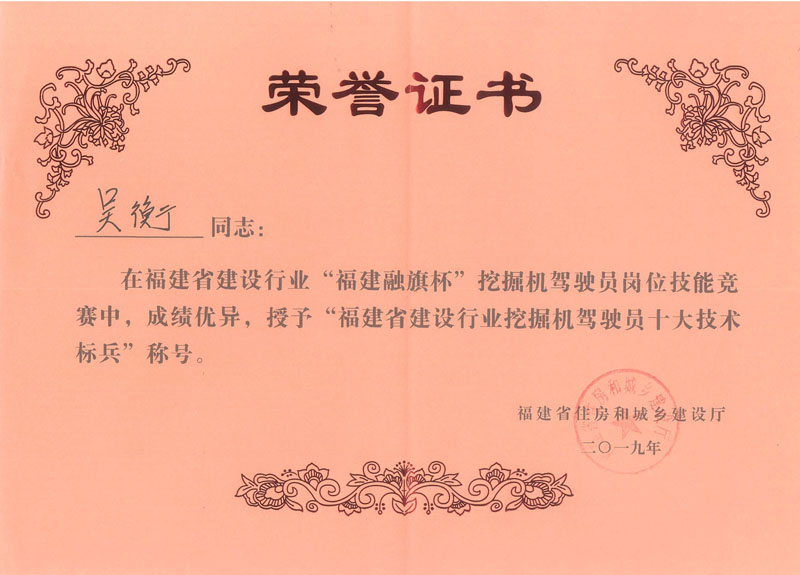 荣誉证书
吴衡于 同志：
在福建省建设行业“福建融旗杯”挖掘机驾驶员岗位技能竞
赛中，成绩优异，授予“福建省建设行业挖掘机驾驶员十大技术
标兵”称号。
福建省住房和城乡建设厅
二〇一九年